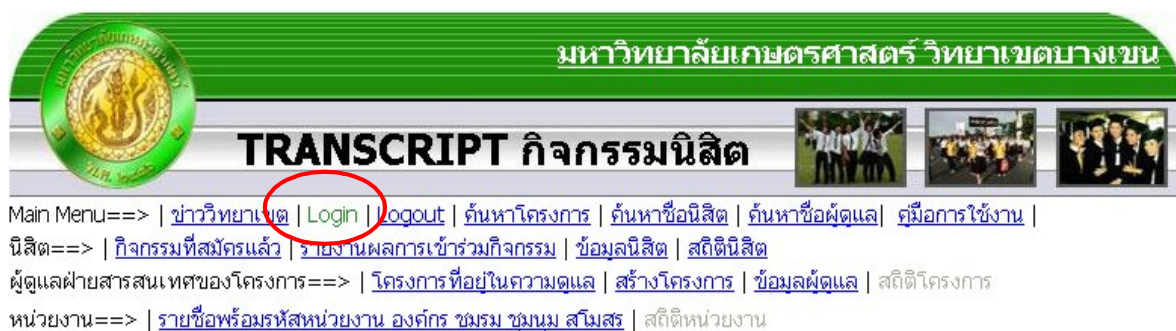 มหาวิทยาลัยเกษตรศาสตร์ วิทยาเขตบางเขน
TRANSCRIPT กิจกรรมนิสิต
Main Menu==> | ข่าววิทยาเขต | Login | Logout | ค้นหาโครงการ | ค้นหาชื่อนิสิต | ค้นหาชื่อผู้ดูแล| คู่มือการใช้งาน |
นิสิต==> | กิจกรรมที่สมัครแล้ว | รายงานผลการเข้าร่วมกิจกรรม | ข้อมูลนิสิต | สถิตินิสิต
ผู้ดูแลฝ่ายสารสนเทศของโครงการ==> | โครงการที่อยู่ในความดูแล | สร้างโครงการ | ข้อมูลผู้ดูแล | สถิติโครงการ
หน่วยงาน==> | รายชื่อพร้อมรหัสหน่วยงาน องค์กร ชมรม ชุมนุม สโมสร | สถิติหน่วยงาน